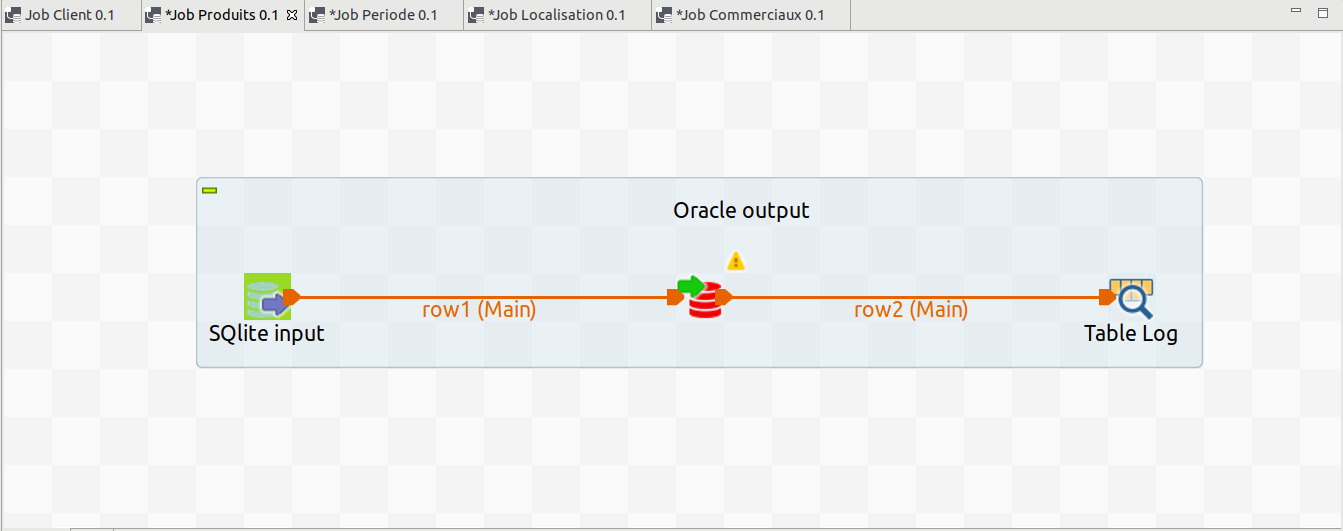 Job Client 0.1
*Job Produits 0.1
*Job Periode 0.1
*Job Localisation 0.1
*Job Commerciaux 0.1
Oracle output
row1 (Main)
row2 (Main)
SQlite input
Table Log